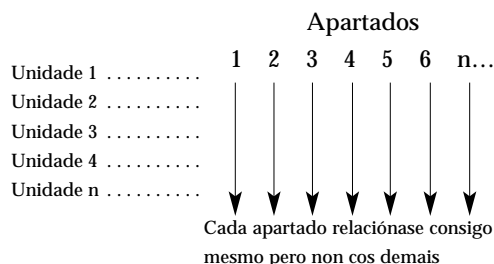 Apartados
1 2 3 4 5 6 n...
Unidade 1 ..........
Unidade 2 ..........
Unidade 3 ..........
Unidade 4 ..........
Unidade n ..........
Cada apartado relaciónase consigo
mesmo pero non cos demais